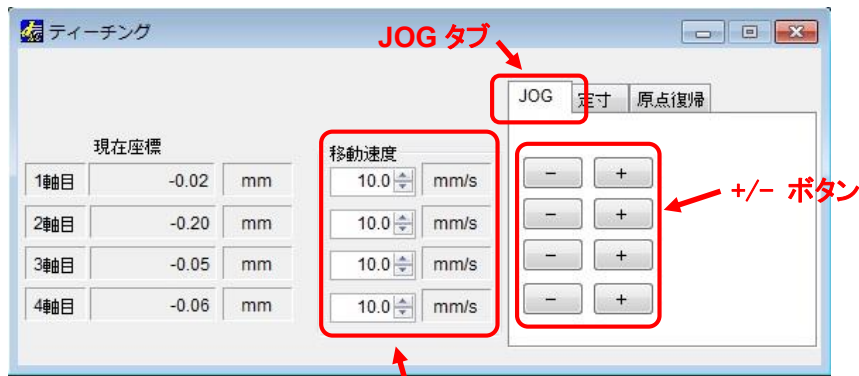 ティーチング
JOG タブ
JOG 定寸 原点復帰
現在座標 移動速度
1軸目 -0.02 mm 10.0 mm/s - +
+/- ボタン
2軸目 -0.20 mm 10.0 mm/s - +
3軸目 -0.05 mm 10.0 mm/s - +
4軸目 -0.06 mm 10.0 mm/s - +